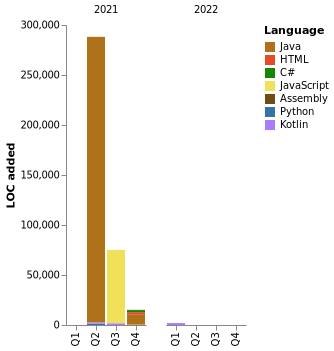 2021 2022
300,000
250,000
200,000
150,000
100,000
50,000
0
LOC added
Q1 Q2 Q3 Q4 Q1 Q2 Q3 Q4
Language
Java
HTML
C#
JavaScript
Assembly
Python
Kotlin